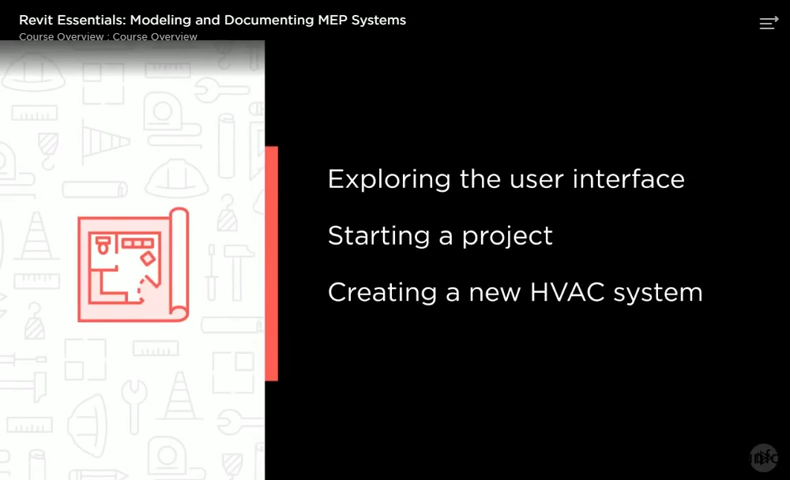 Revit Essentials: Modeling and Documenting MEP Systems
Course Overview : Course Overview
Exploring the user interface
Starting a project
Creating a new HVAC system